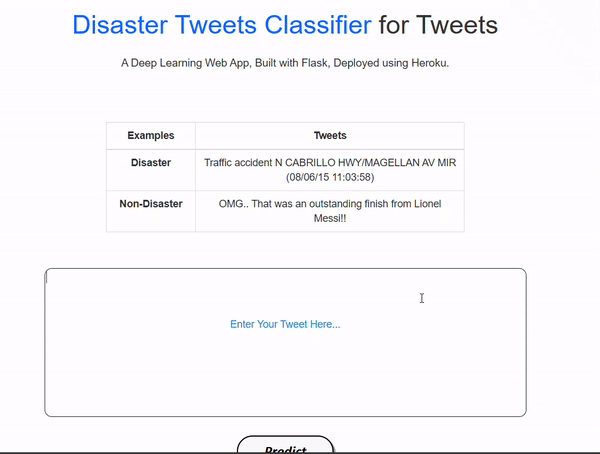 Disaster Tweets Classifier for Tweets
A Deep Learning Web App, Built with Flask, Deployed using Heroku.
Examples Tweets
Disaster Traffic accident N CABRILLO HWY/MAGELLAN AV MIR
(08/06/15 11:03:58)
Non-Disaster OMG.. That was an outstanding finish from Lionel
Messi!!
Enter Your Tweet Here...
Predict